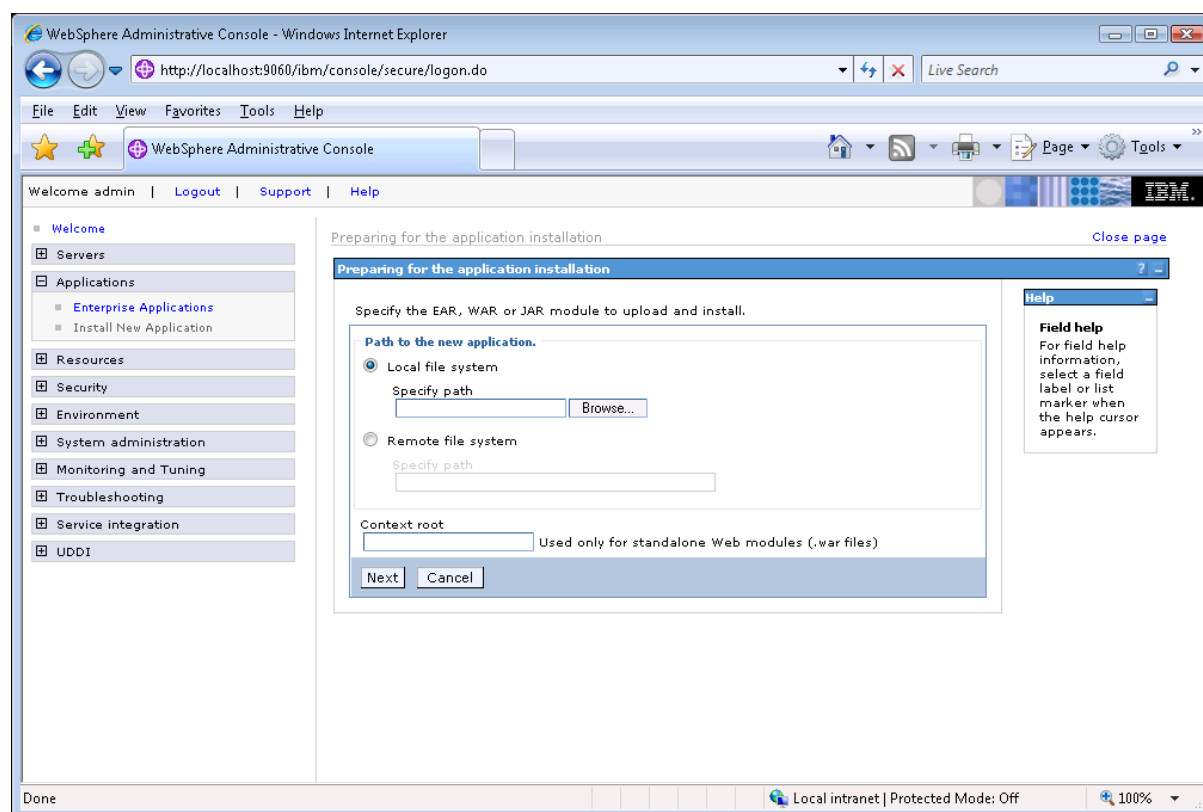 WebSphere Administrative Console - Windows Internet Explorer
http://localhost:9060/ibm/console/secure/logon.do
Live Search
File Edit View Favorites Tools Help
WebSphere Administrative Console
Page Tools
Welcome admin | Logout | Support | Help
IBM.
Welcome
Servers
Applications
Enterprise Applications
Install New Application
Resources
Security
Environment
System administration
Monitoring and Tuning
Troubleshooting
Service integration
UDDI
Preparing for the application installation
Close page
Preparing for the application installation
? -
Specify the EAR, WAR or JAR module to upload and install.
Path to the new application.
Local file system
Specify path
Browse...
Remote file system
Specify path
Context root
Used only for standalone Web modules (.war files)
Next Cancel
Help
Field help
For field help
information,
select a field
label or list
marker when
the help cursor
appears.
Done
Local intranet | Protected Mode: Off
100%